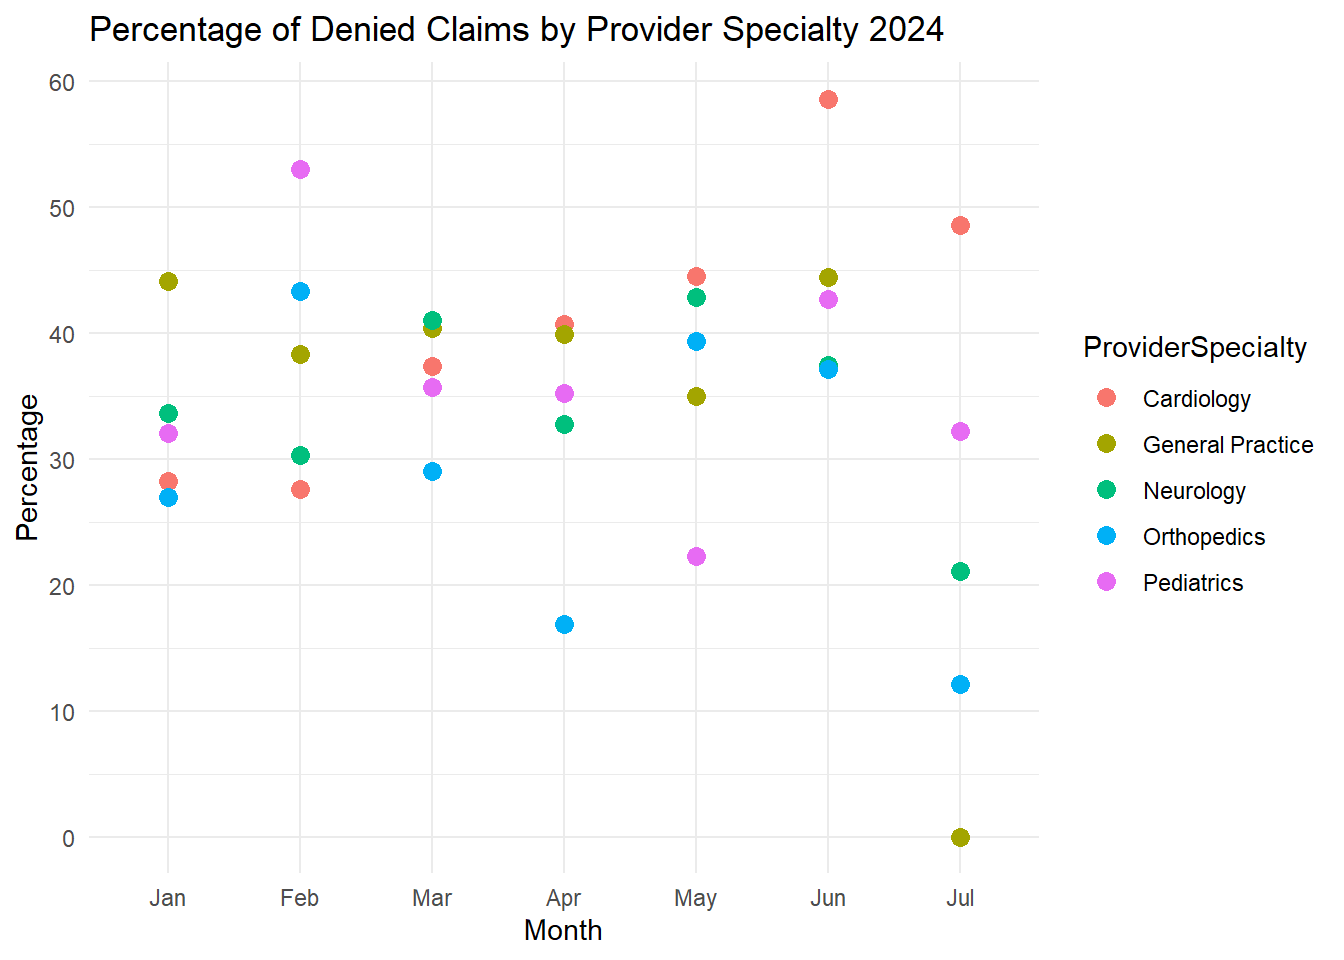 Percentage of Denied Claims by Provider Specialty 2024
60
50
40
30
20
10
0
Percentage
Jan Feb Mar Apr May Jun Jul
Month
ProviderSpecialty
Cardiology
General Practice
Neurology
Orthopedics
Pediatrics